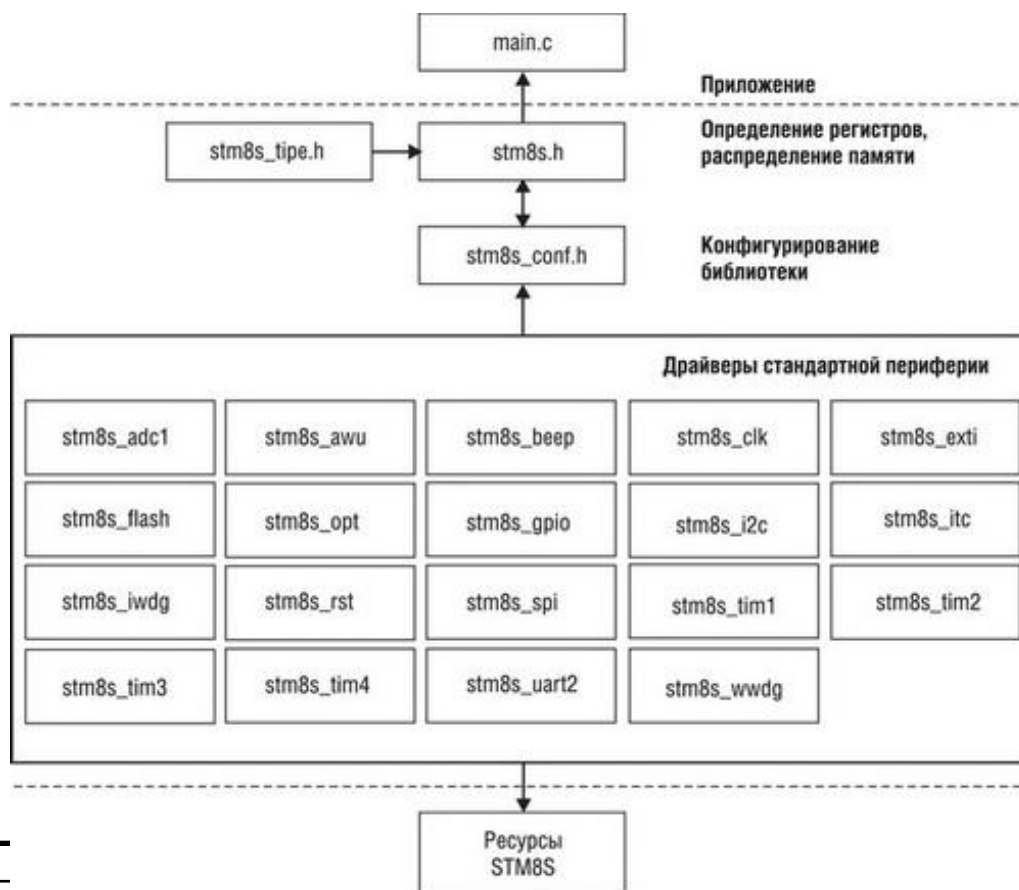 main.c
Приложение
stm8s_tipe.h
stm8s.h
Определение регистров,
распределение памяти
stm8s_conf.h
Конфигурирование
библиотеки
Драйверы стандартной периферии
stm8s_adc1
stm8s_awu
stm8s_beep
stm8s_clk
stm8s_exti
stm8s_flash
stm8s_opt
stm8s_gpio
stm8s_i2c
stm8s_itc
stm8s_iwdg
stm8s_rst
stm8s_spi
stm8s_tim1
stm8s_tim2
stm8s_tim3
stm8s_tim4
stm8s_uart2
stm8s_wwdg
Ресурсы
STM8S